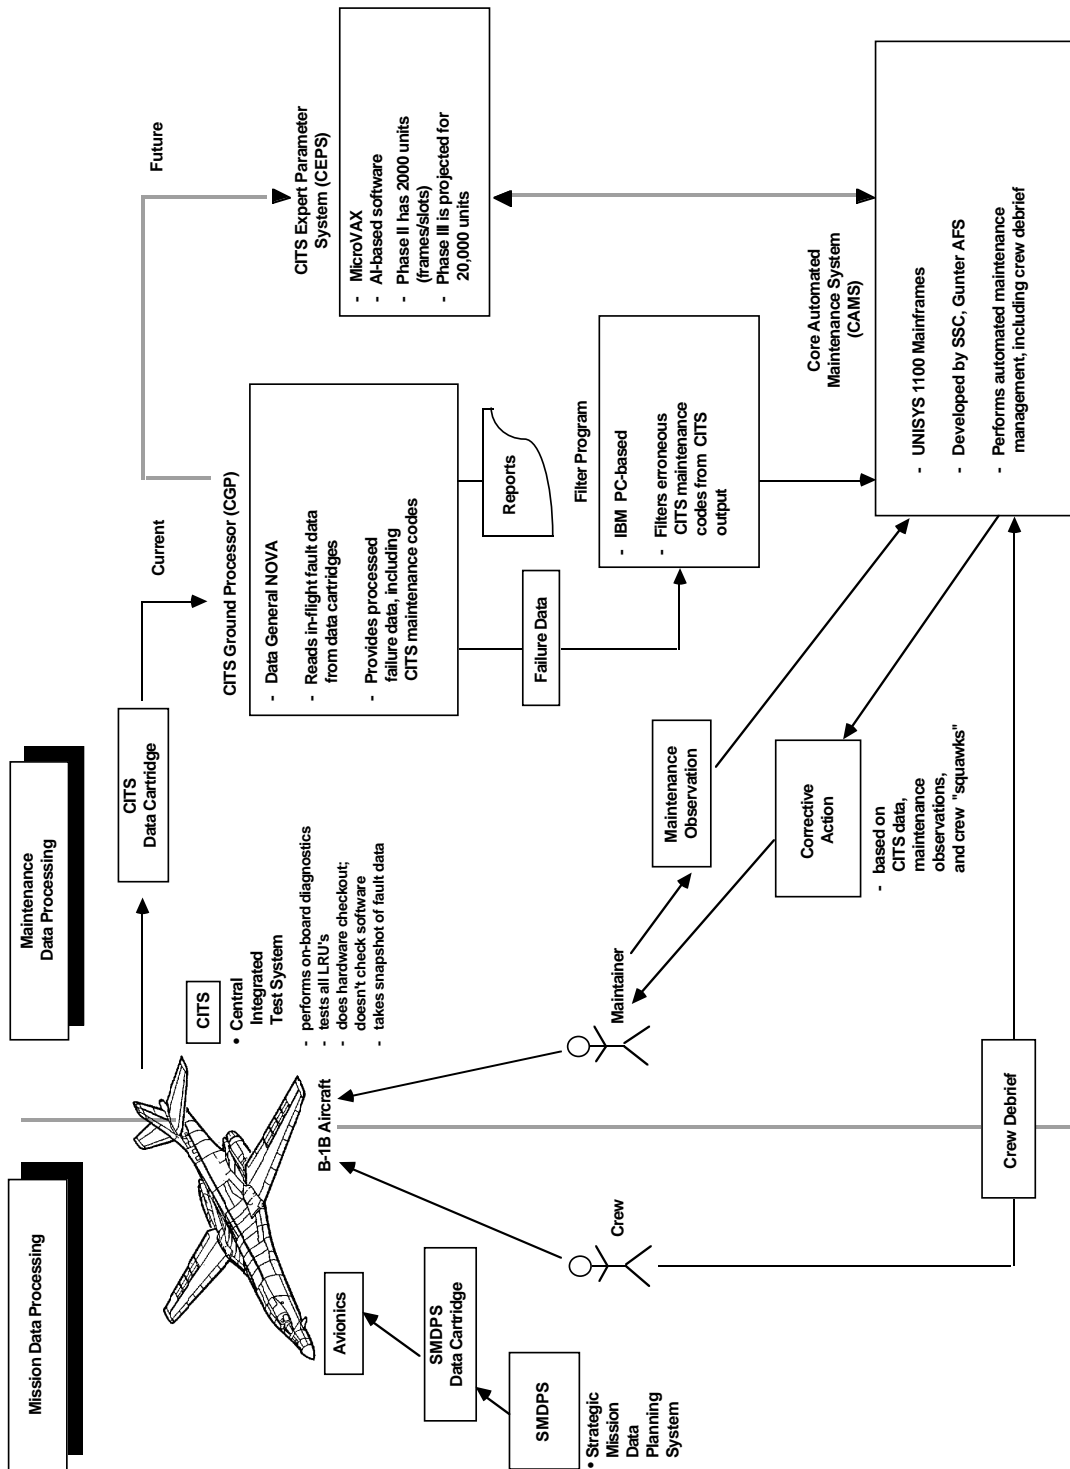 Mission Data Processing
Maintenance
Data Processing
SMDPS
• Strategic
Mission
Data
Planning
System
SMDPS
Data Cartridge
Avionics
B-1B Aircraft
CITS
• Central
Integrated
Test System
- performs on-board diagnostics
- tests all LRU's
- does hardware checkout;
doesn't check software
- takes snapshot of fault data
CITS
Data Cartridge
Current
Future
CITS Ground Processor (CGP)
- Data General NOVA
- Reads in-flight fault data
from data cartridges
- Provides processed
failure data, including
CITS maintenance codes
CITS Expert Parameter
System (CEPS)
- MicroVAX
- AI-based software
- Phase II has 2000 units
(frames/slots)
- Phase III is projected for
20,000 units
Reports
Failure Data
Filter Program
- IBM PC-based
- Filters erroneous
CITS maintenance
codes from CITS
output
Crew
Maintainer
Maintenance
Observation
Corrective
Action
- based on
CITS data,
maintenance
observations,
and crew "squawks"
Core Automated
Maintenance System
(CAMS)
- UNISYS 1100 Mainframes
- Developed by SSC, Gunter AFS
- Performs automated maintenance
management, including crew debrief
Crew Debrief